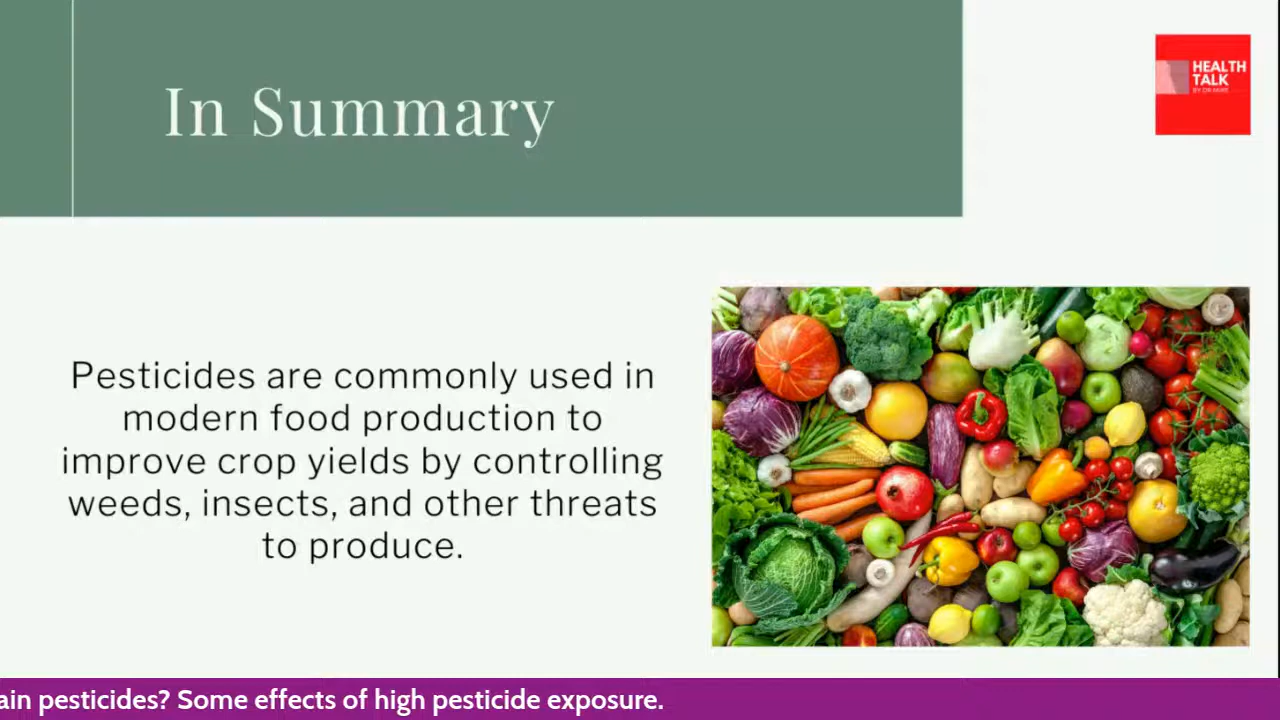 In Summary
HEALTH
TALK
Pesticides are commonly used in
modern food production to
improve crop yields by controlling
weeds, insects, and other threats
to produce.
ain pesticides? Some effects of high pesticide exposure.